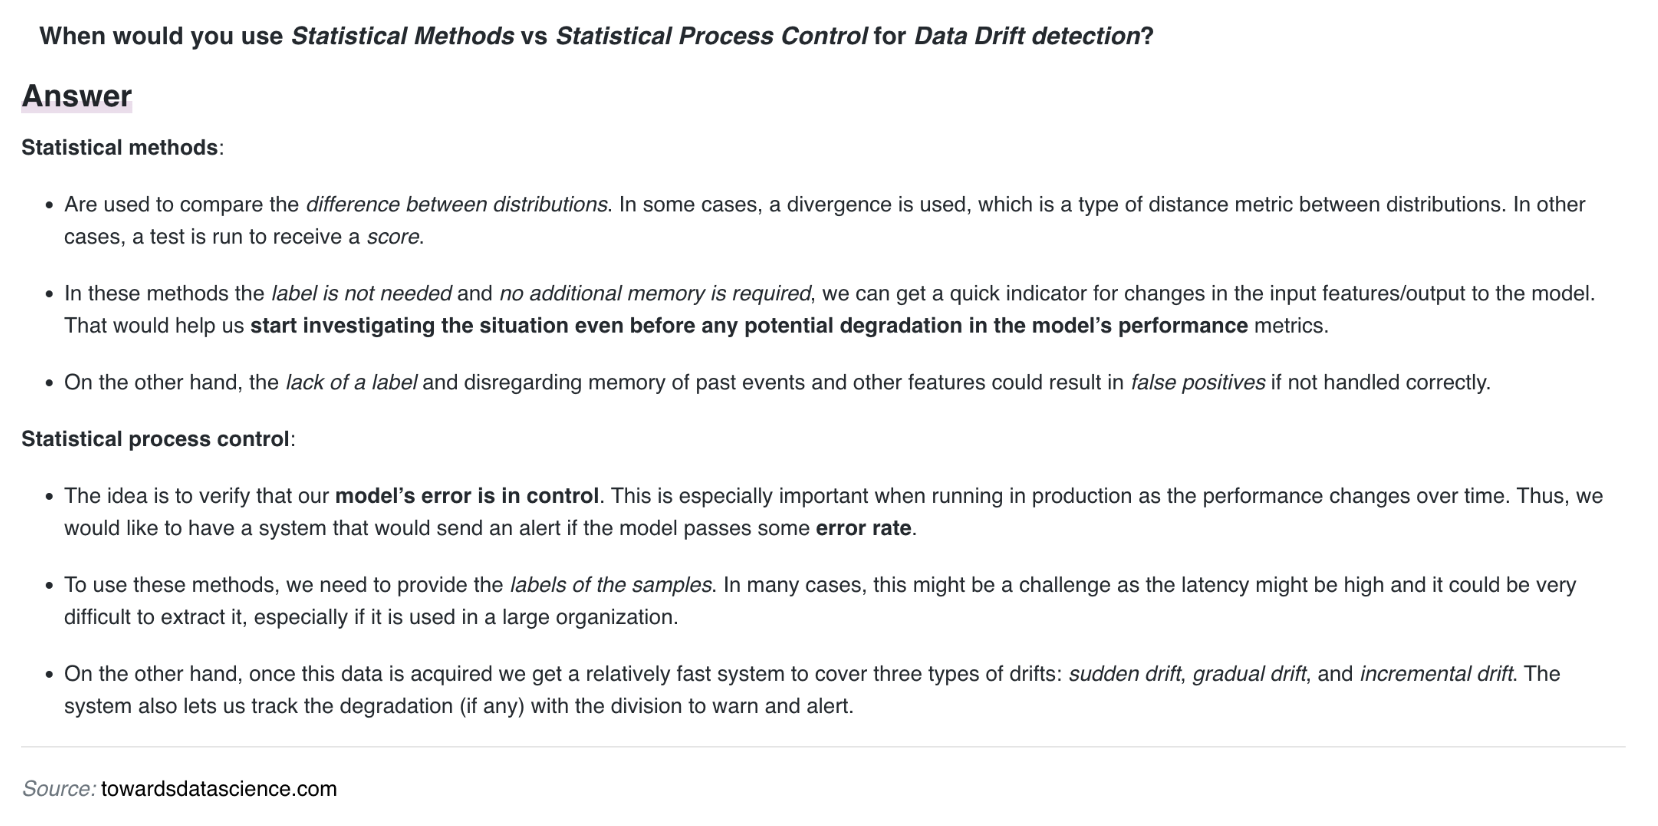 When would you use Statistical Methods vs Statistical Process Control for Data Drift detection?
Answer
Statistical methods:
• Are used to compare the difference between distributions. In some cases, a divergence is used, which is a type of distance metric between distributions. In other
cases, a test is run to receive a score.
• In these methods the label is not needed and no additional memory is required, we can get a quick indicator for changes in the input features/output to the model.
That would help us start investigating the situation even before any potential degradation in the model’s performance metrics.
• On the other hand, the lack of a label and disregarding memory of past events and other features could result in false positives if not handled correctly.
Statistical process control:
• The idea is to verify that our model’s error is in control. This is especially important when running in production as the performance changes over time. Thus, we
would like to have a system that would send an alert if the model passes some error rate.
• To use these methods, we need to provide the labels of the samples. In many cases, this might be a challenge as the latency might be high and it could be very
difficult to extract it, especially if it is used in a large organization.
• On the other hand, once this data is acquired we get a relatively fast system to cover three types of drifts: sudden drift, gradual drift, and incremental drift. The
system also lets us track the degradation (if any) with the division to warn and alert.
Source: towardsdatascience.com